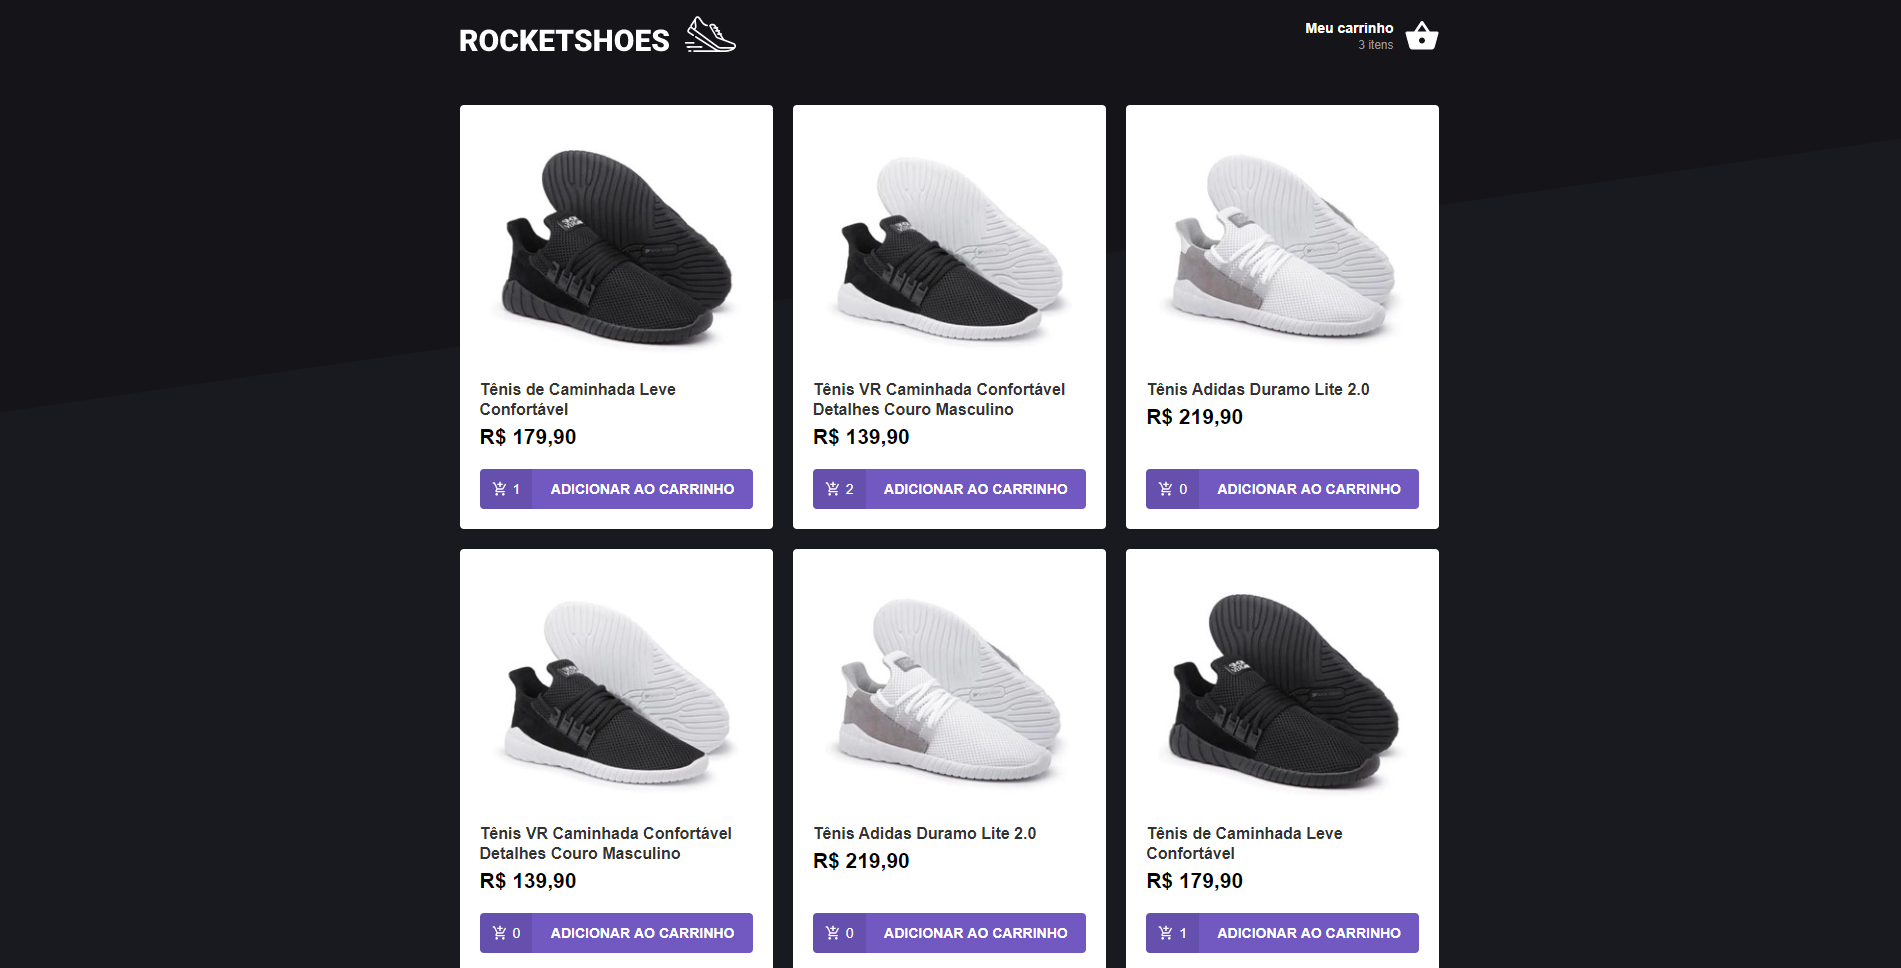 ROCKETSHOES
Meu carrinho
3 itens
Tênis de Caminhada Leve
Confortável
R$ 179,90
1 ADICIONAR AO CARRINHO
Tênis VR Caminhada Confortável
Detalhes Couro Masculino
R$ 139,90
2 ADICIONAR AO CARRINHO
Tênis Adidas Duramo Lite 2.0
R$ 219,90
0 ADICIONAR AO CARRINHO
Tênis VR Caminhada Confortável
Detalhes Couro Masculino
R$ 139,90
0 ADICIONAR AO CARRINHO
Tênis Adidas Duramo Lite 2.0
R$ 219,90
0 ADICIONAR AO CARRINHO
Tênis de Caminhada Leve
Confortável
R$ 179,90
1 ADICIONAR AO CARRINHO